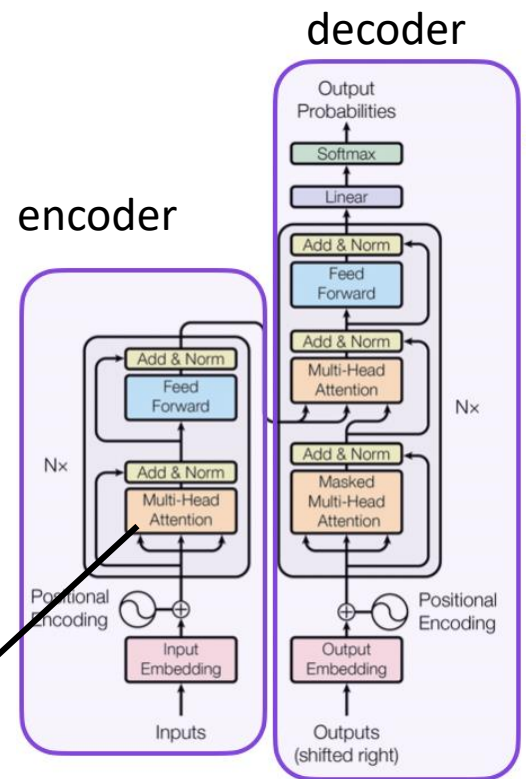 encoder
Add & Norm
Feed
Forward
Nx
Add & Norm
Multi-Head
Attention
Positional
Encoding
Input
Embedding
Inputs
decoder
Output
Probabilities
Softmax
Linear
Add & Norm
Feed
Forward
Add & Norm
Multi-Head
Attention
Nx
Add & Norm
Masked
Multi-Head
Attention
Positional
Encoding
Output
Embedding
Outputs
(shifted right)